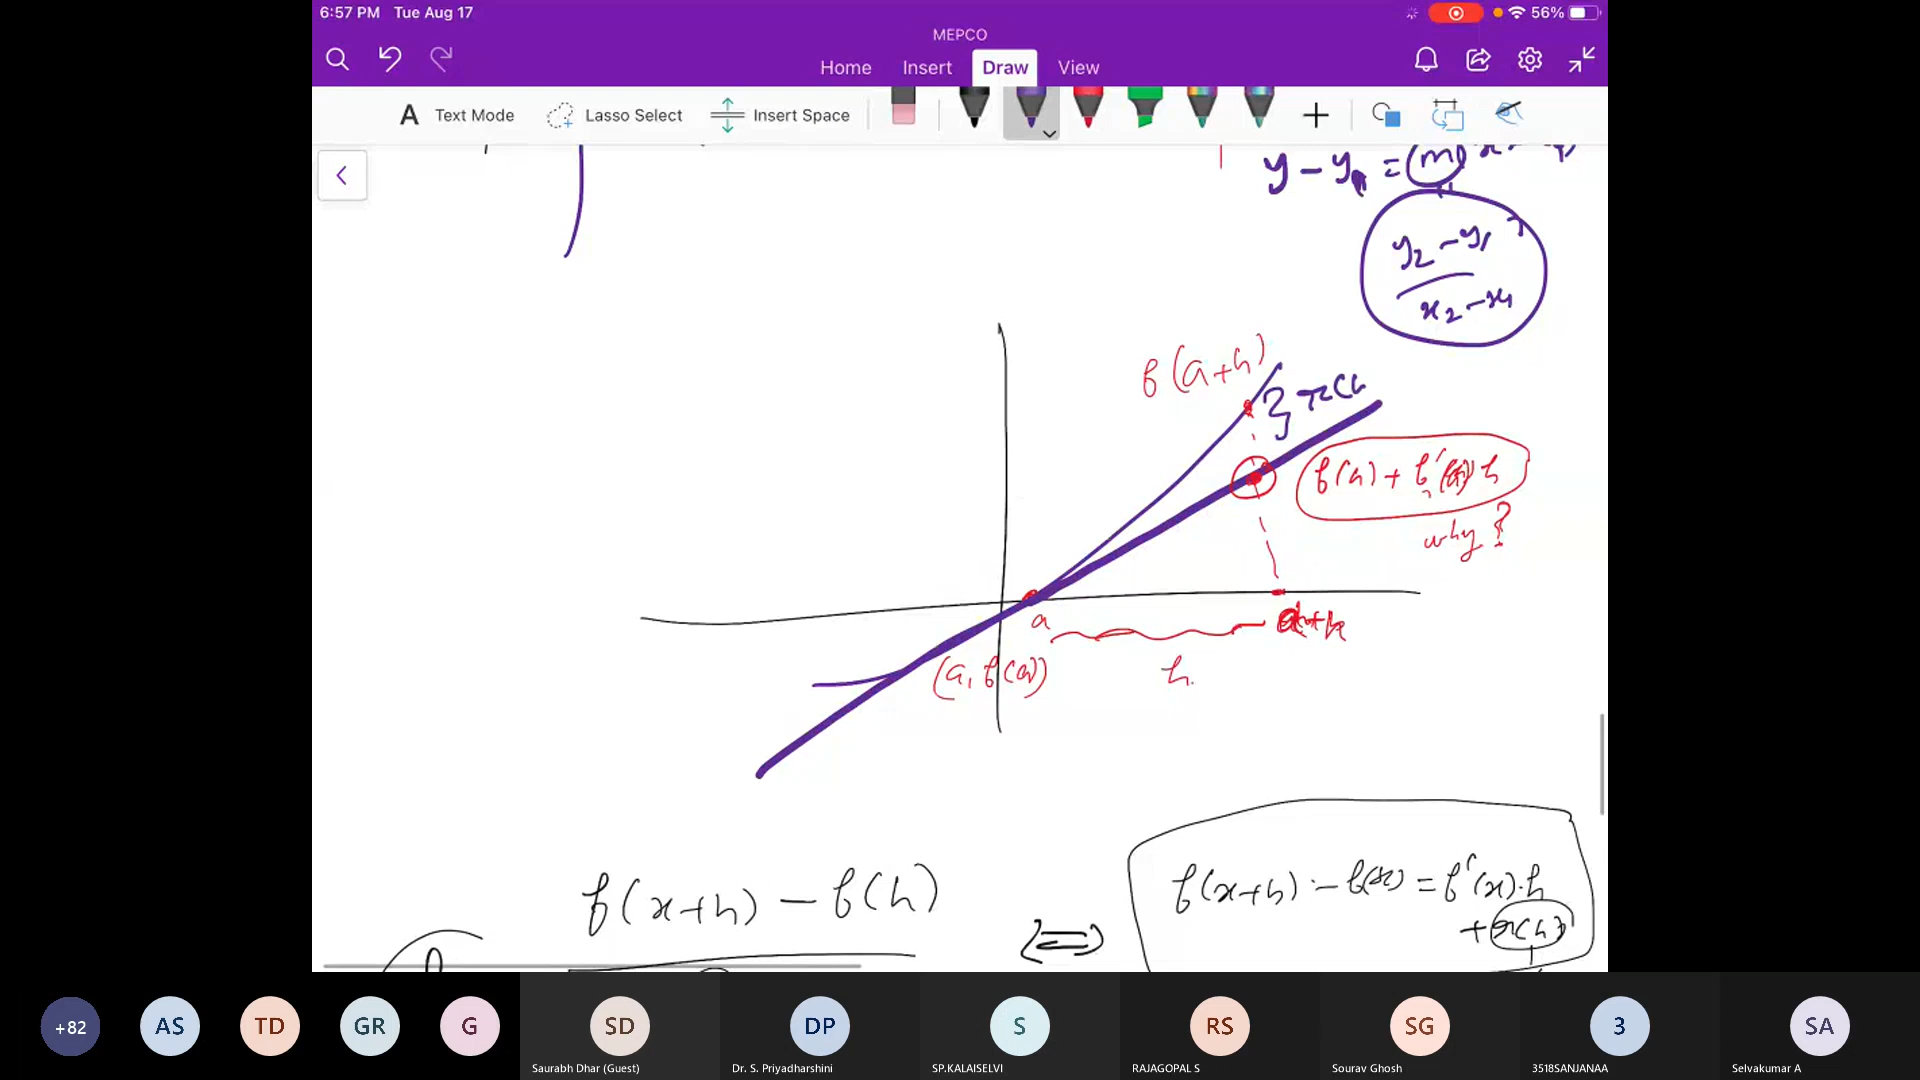 6:57 PM Tue Aug 17
56%
MEPCO
Home Insert Draw View
A Text Mode Lasso Select Insert Space
y - y₁ = m
y₂ - y₁
x₂ - x₁
f(a+h)
} r(h
f(a) + f'(a) h
why?
a
a+h
(a, f(a))
h
f(x+h) - f(h)
⟺
f(x+h) - f(x) = f'(x)·h
+ r(h)
+82 AS TD GR G SD DP S RS SG 3 SA
Saurabh Dhar (Guest) Dr. S. Priyadharshini SP.KALAISELVI RAJAGOPAL S Sourav Ghosh 3518SANJANAA Selvakumar A